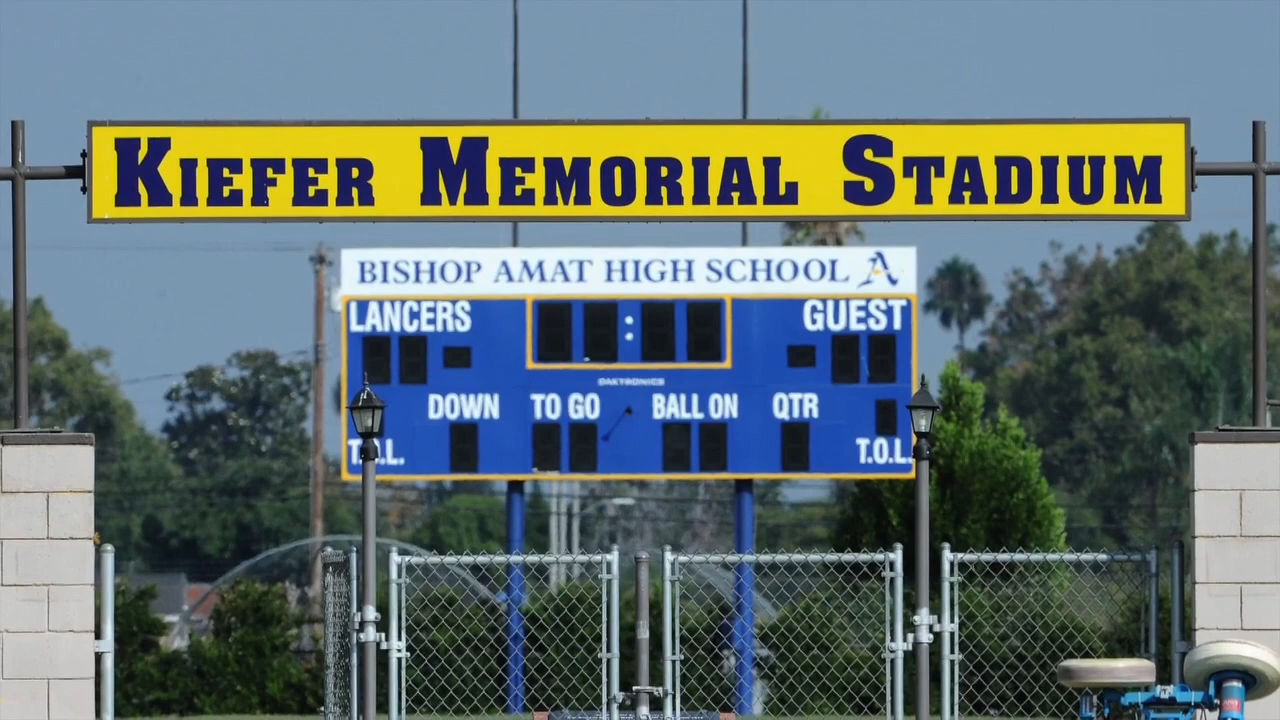 KIEFER MEMORIAL STADIUM
BISHOP AMAT HIGH SCHOOL A
LANCERS : GUEST
DAKTRONICS
DOWN TO GO BALL ON QTR
T.O.L. T.O.L.